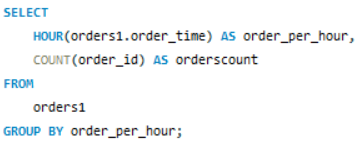 SELECT
HOUR(orders1.order_time) AS order_per_hour,
COUNT(order_id) AS orderscount
FROM
orders1
GROUP BY order_per_hour;